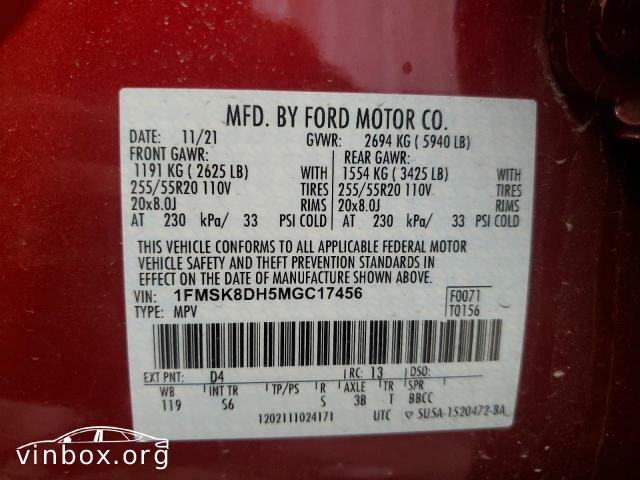 MFD. BY FORD MOTOR CO.
DATE: 11/21 GVWR: 2694 KG ( 5940 LB)
FRONT GAWR: REAR GAWR:
1191 KG ( 2625 LB) WITH 1554 KG ( 3425 LB) WITH
255/55R20 110V TIRES 255/55R20 110V TIRES
20x8.0J RIMS 20x8.0J RIMS
AT 230 kPa/ 33 PSI COLD AT 230 kPa/ 33 PSI COLD
THIS VEHICLE CONFORMS TO ALL APPLICABLE FEDERAL MOTOR
VEHICLE SAFETY AND THEFT PREVENTION STANDARDS IN
EFFECT ON THE DATE OF MANUFACTURE SHOWN ABOVE.
VIN: 1FMSK8DH5MGC17456 F0071
TYPE: MPV T0156
EXT PNT: D4 RC: 13 DSO:
WB INT TR TP/PS R AXLE TR SPR
119 S6 S 3B T BBCC
1202111024171 UTC ▽ 5U5A-1520472-BA
vinbox.org